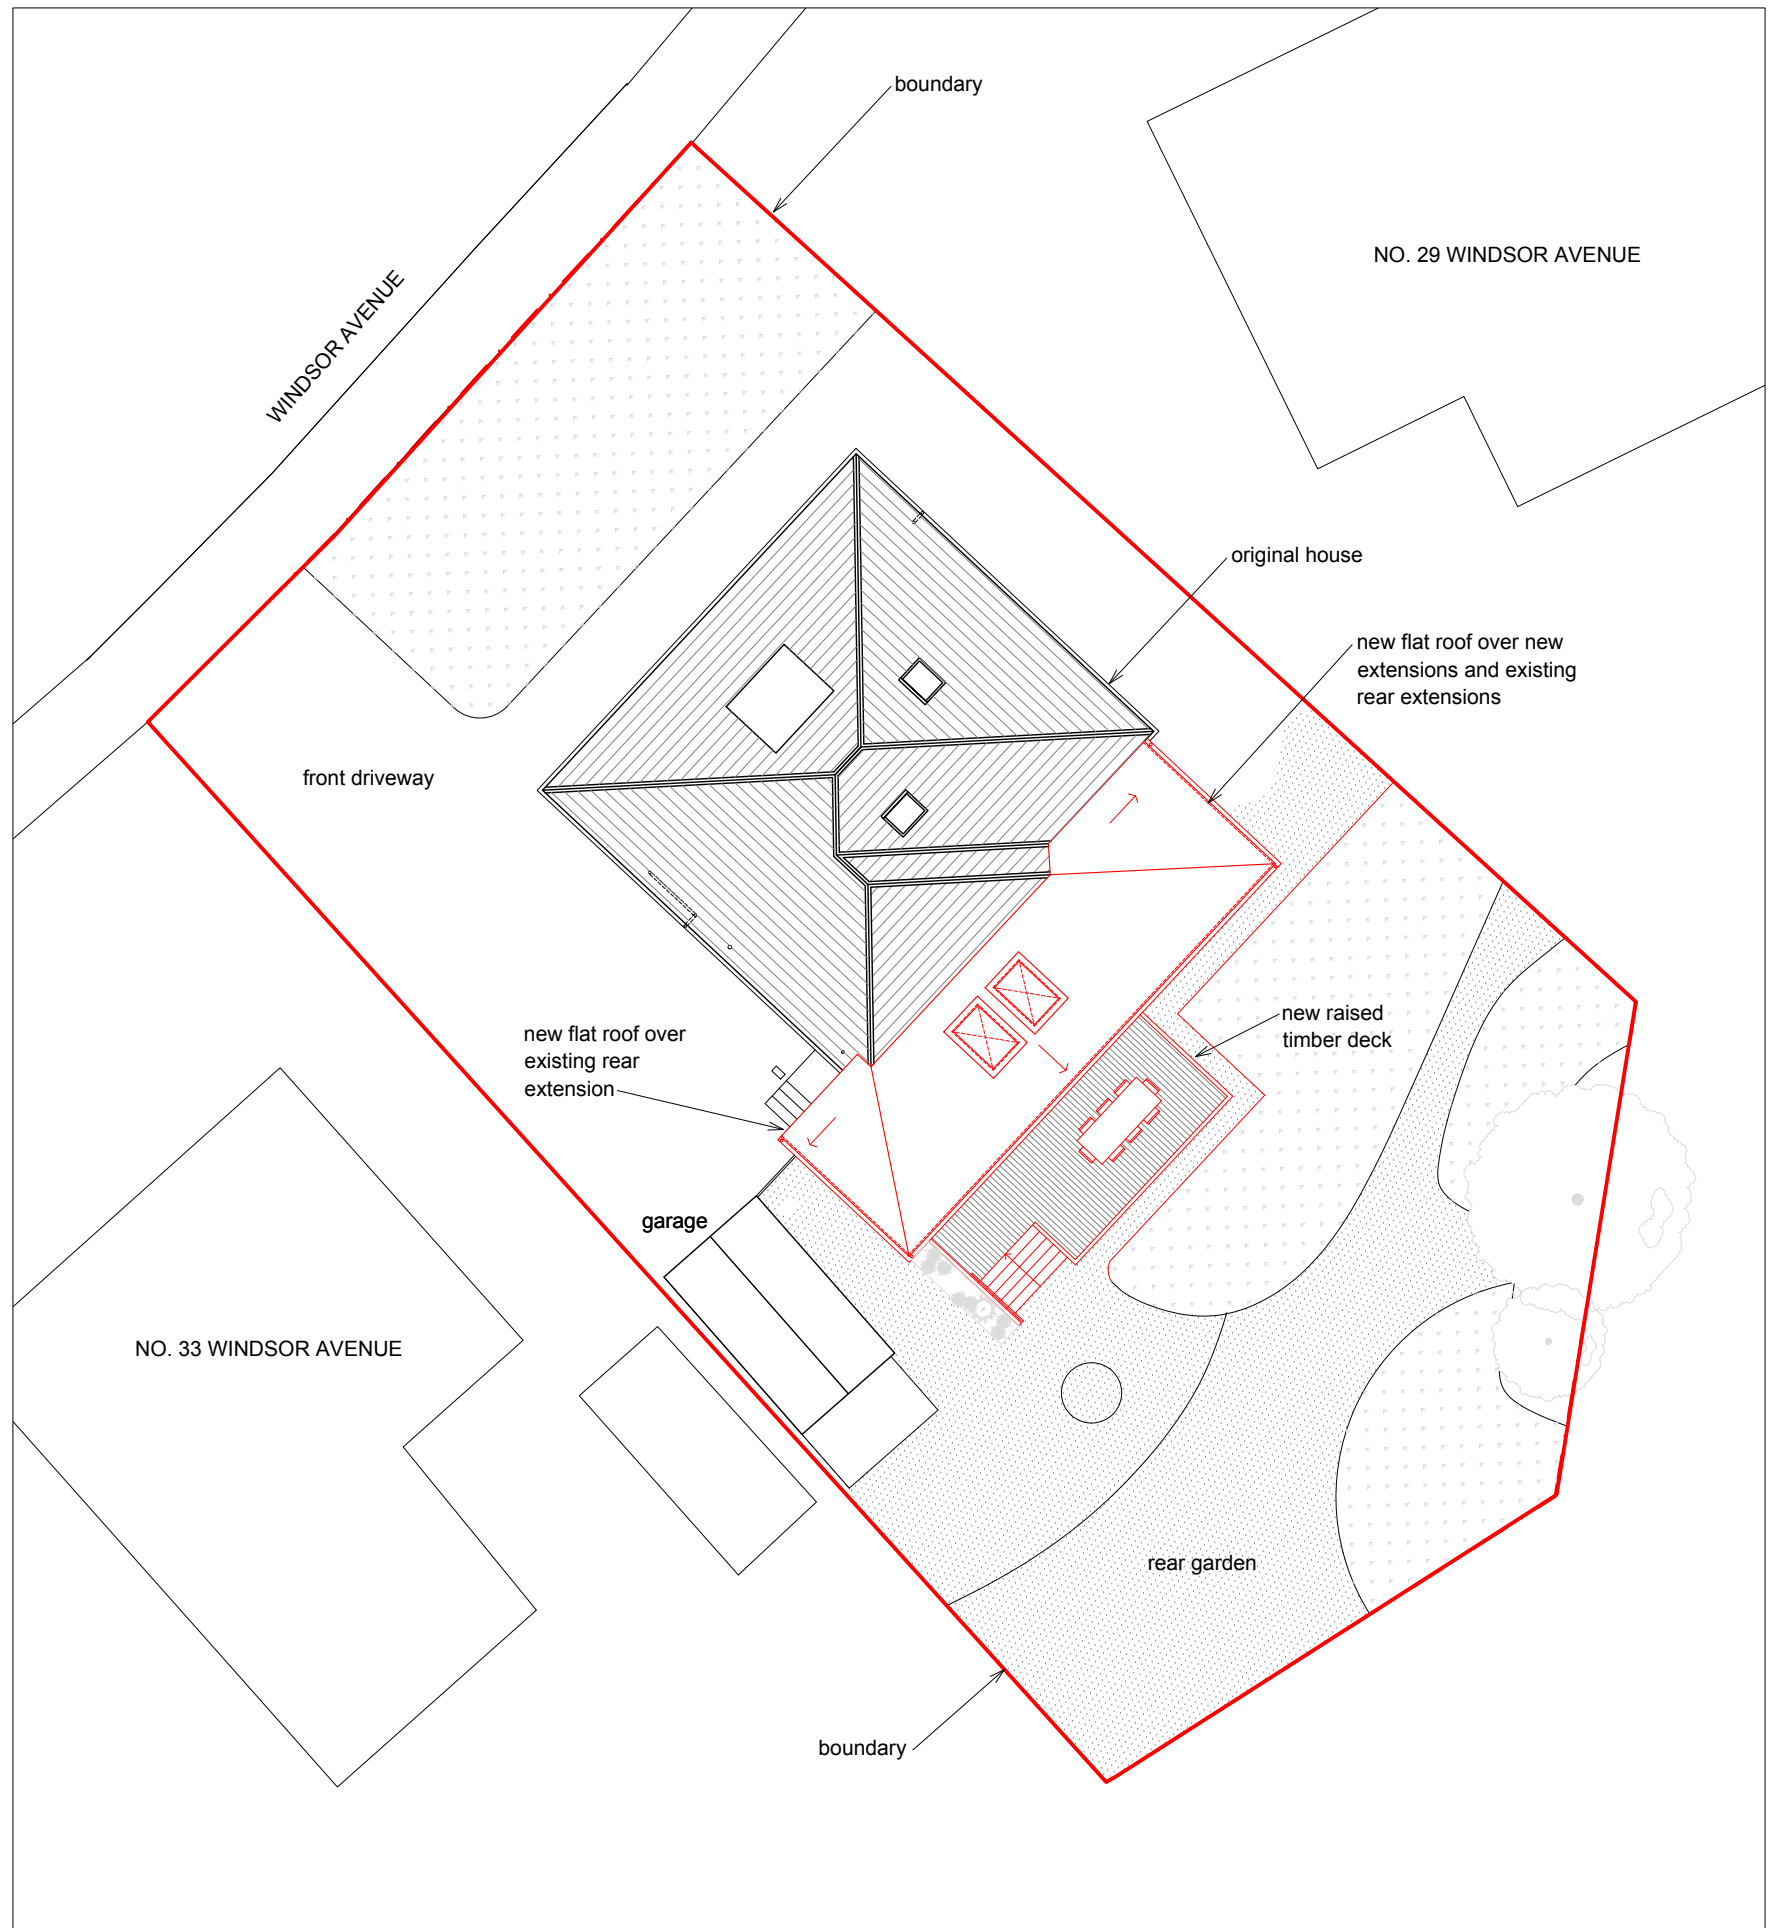 boundary
NO. 29 WINDSOR AVENUE
WINDSOR AVENUE
original house
new flat roof over new
extensions and existing
rear extensions
front driveway
new raised
timber deck
new flat roof over
existing rear
extension
garage
NO. 33 WINDSOR AVENUE
rear garden
boundary